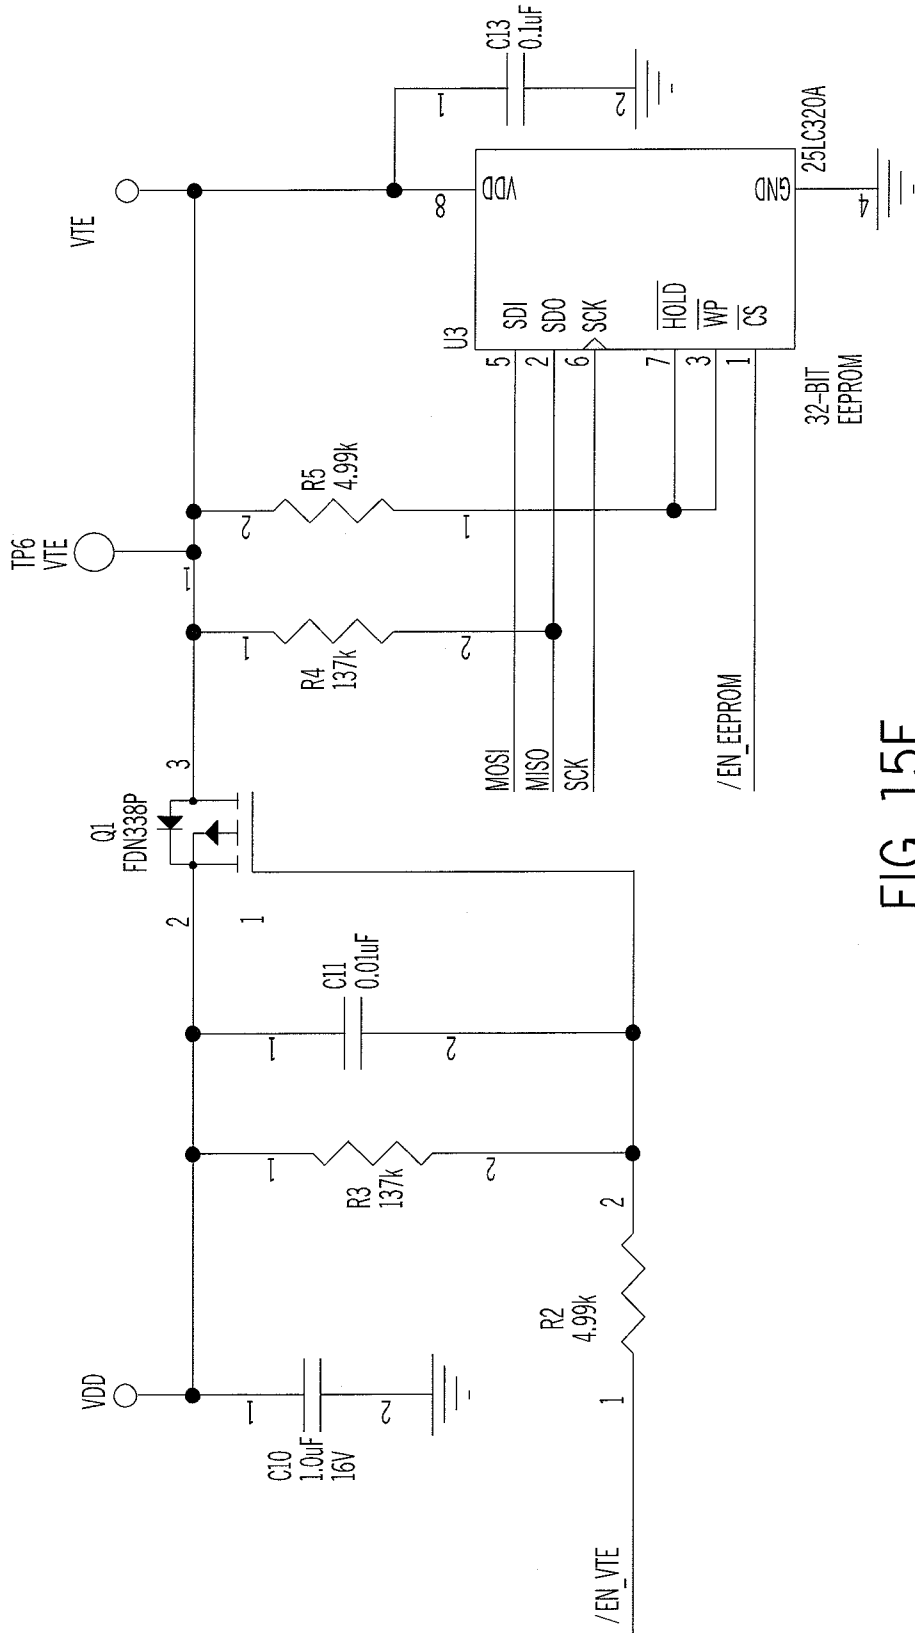 VDD
C10
1.0uF
16V
1
2
/EN_VTE
1
R2
4.99k
2
R3
137k
1
2
C11
0.01uF
1
2
Q1
FDN338P
2
1
3
TP6
VTE
1
R4
137k
1
2
R5
4.99k
2
1
VTE
MOSI
MISO
SCK
/EN_EEPROM
U3
5
SDI
2
SDO
6
SCK
7
HOLD
3
WP
1
CS
8
VDD
GND
4
25LC320A
32-BIT
EEPROM
C13
0.1uF
1
2